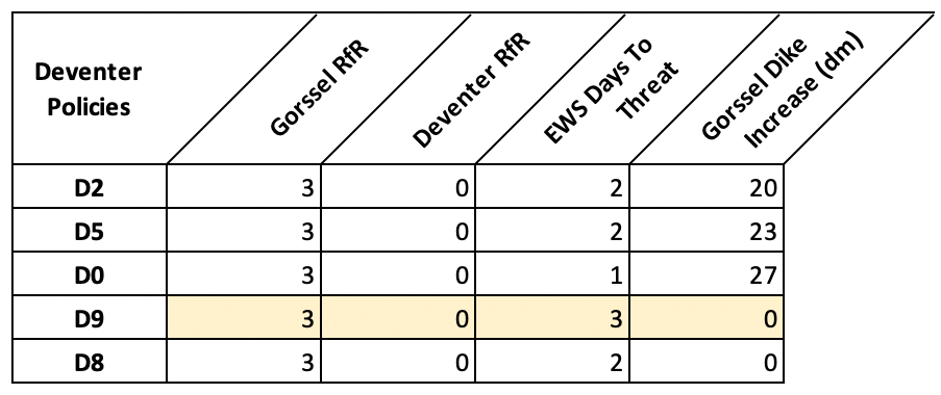 Deventer
Policies
Gorssel RfR
Deventer RfR
EWS Days To
Threat
Gorssel Dike
Increase (dm)
D2 3 0 2 20
D5 3 0 2 23
D0 3 0 1 27
D9 3 0 3 0
D8 3 0 2 0